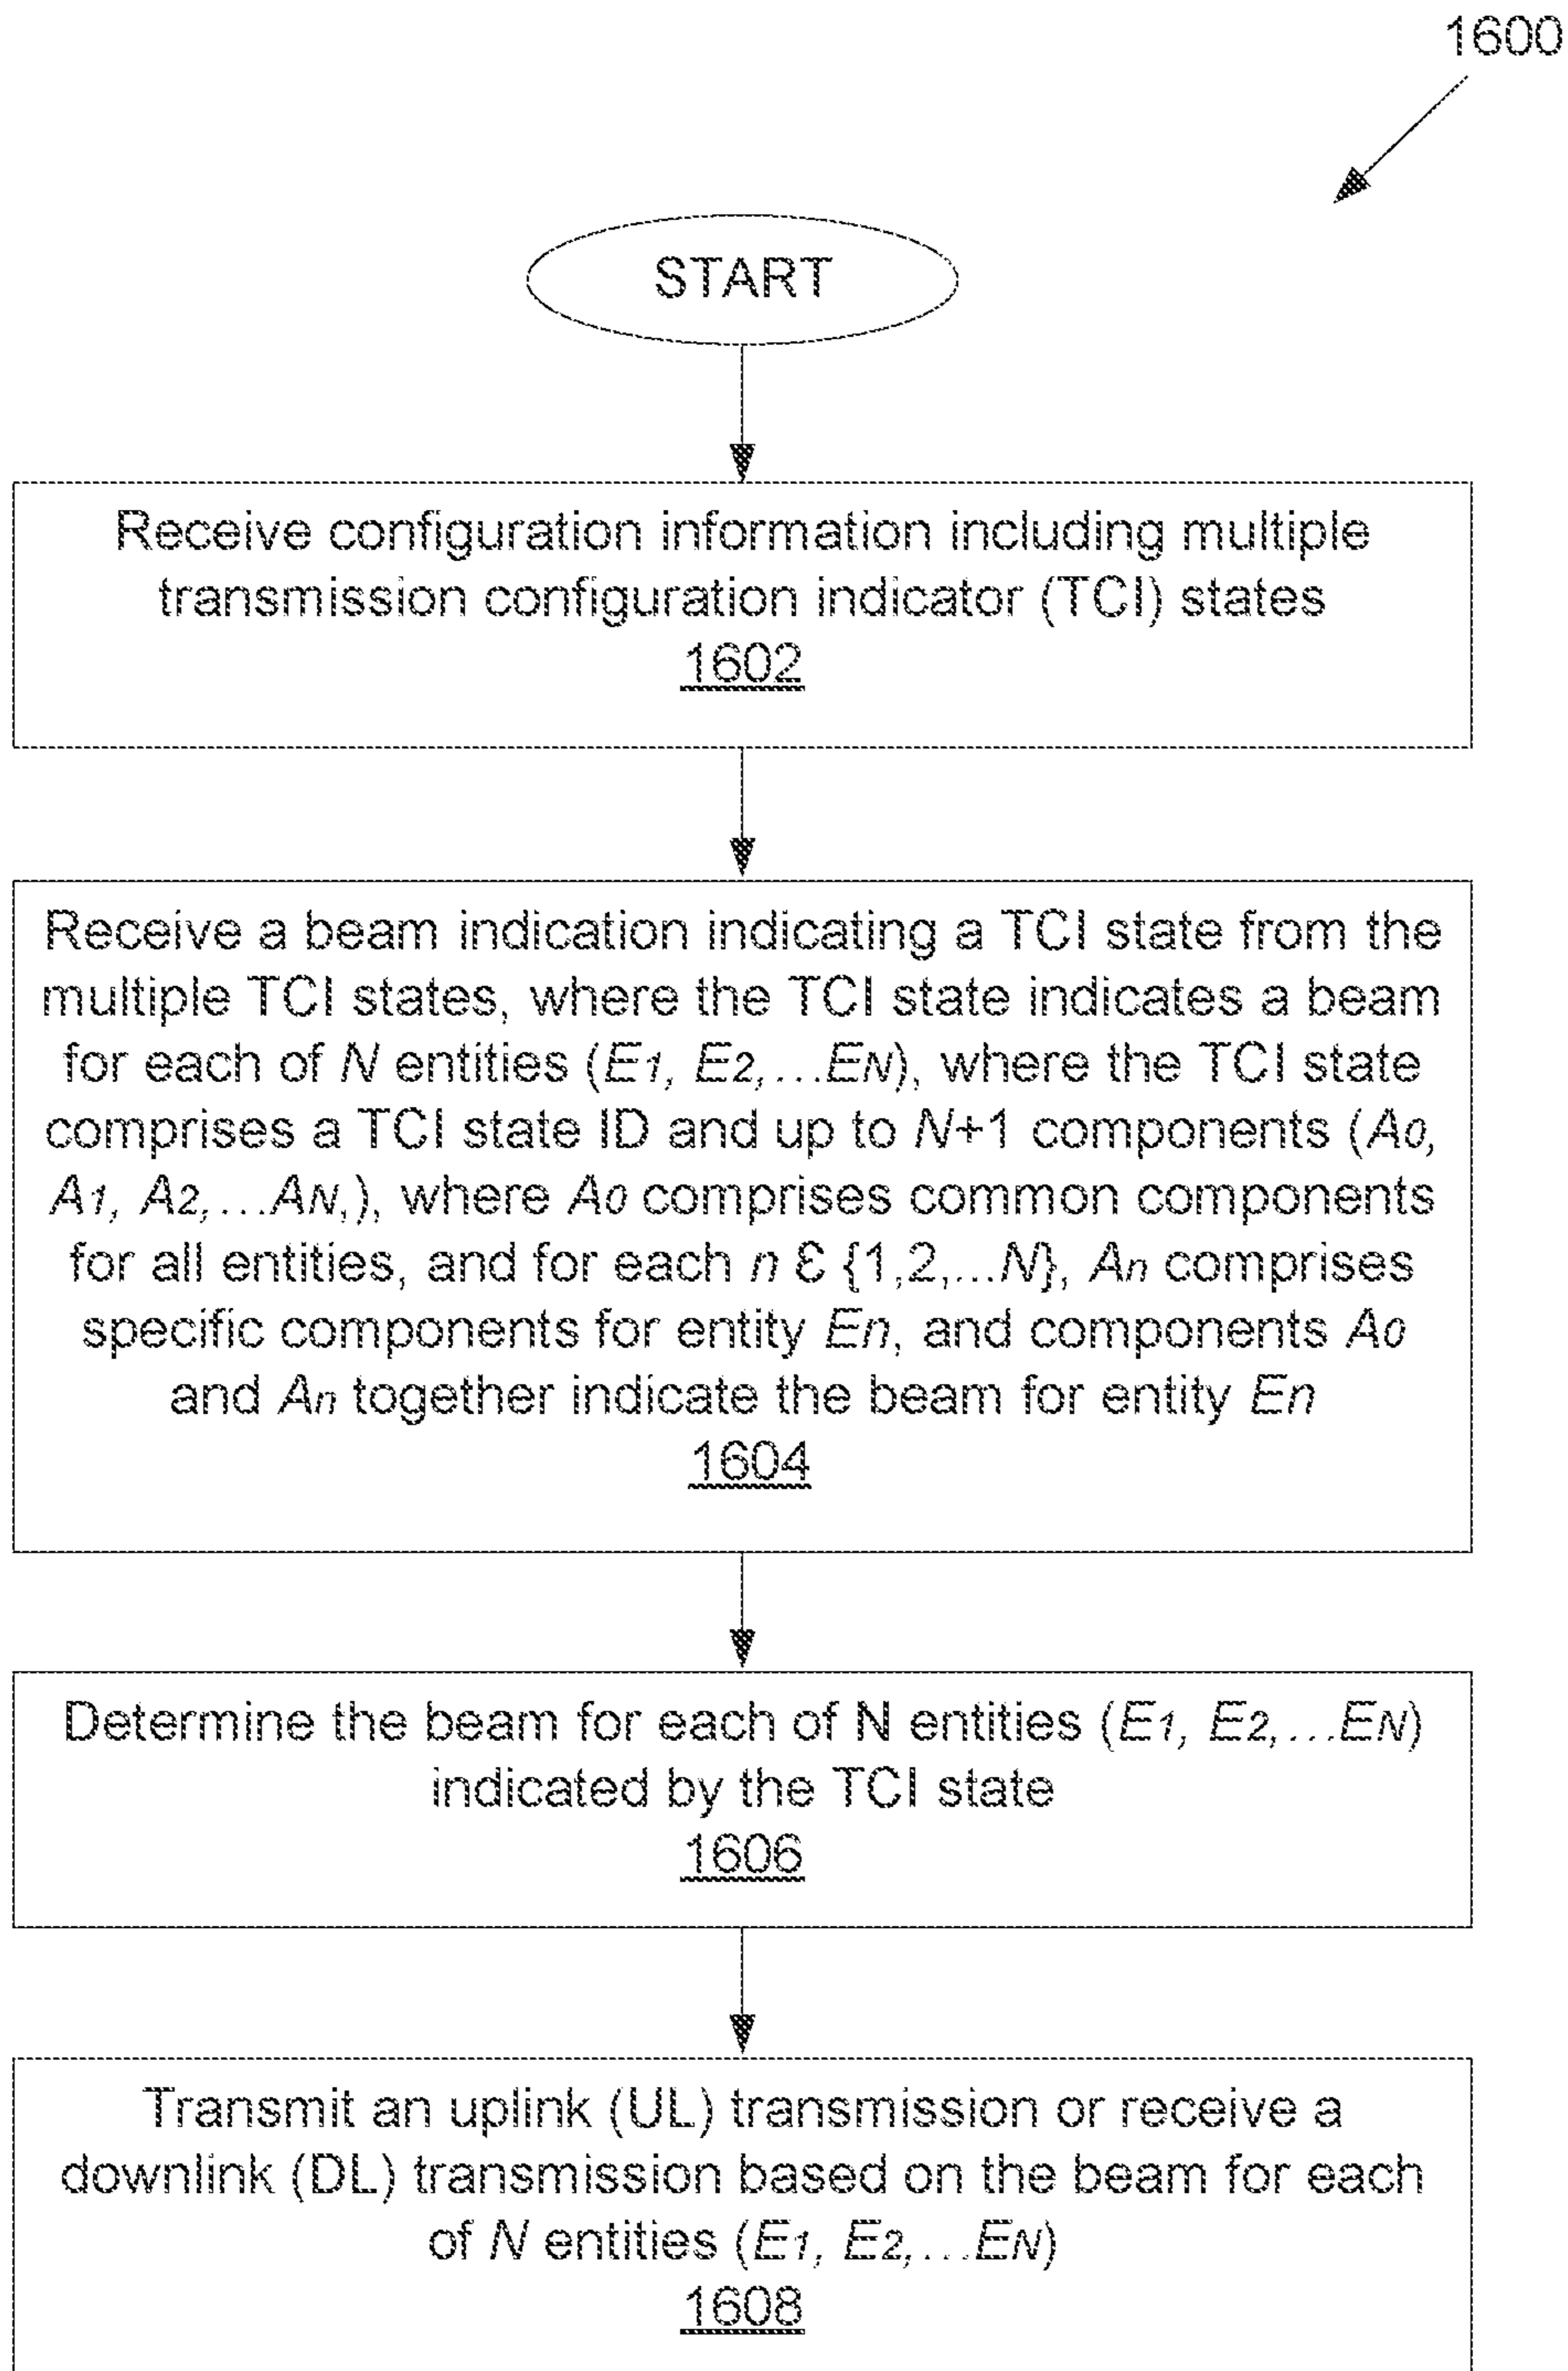 1600
START
Receive configuration information including multiple
transmission configuration indicator (TCI) states
1602
Receive a beam indication indicating a TCI state from the
multiple TCI states, where the TCI state indicates a beam
for each of N entities (E1, E2,...EN), where the TCI state
comprises a TCI state ID and up to N+1 components (A0,
A1, A2,...AN,), where A0 comprises common components
for all entities, and for each n Ɛ {1,2,...N}, An comprises
specific components for entity En, and components A0
and An together indicate the beam for entity En
1604
Determine the beam for each of N entities (E1, E2,...EN)
indicated by the TCI state
1606
Transmit an uplink (UL) transmission or receive a
downlink (DL) transmission based on the beam for each
of N entities (E1, E2,...EN)
1608